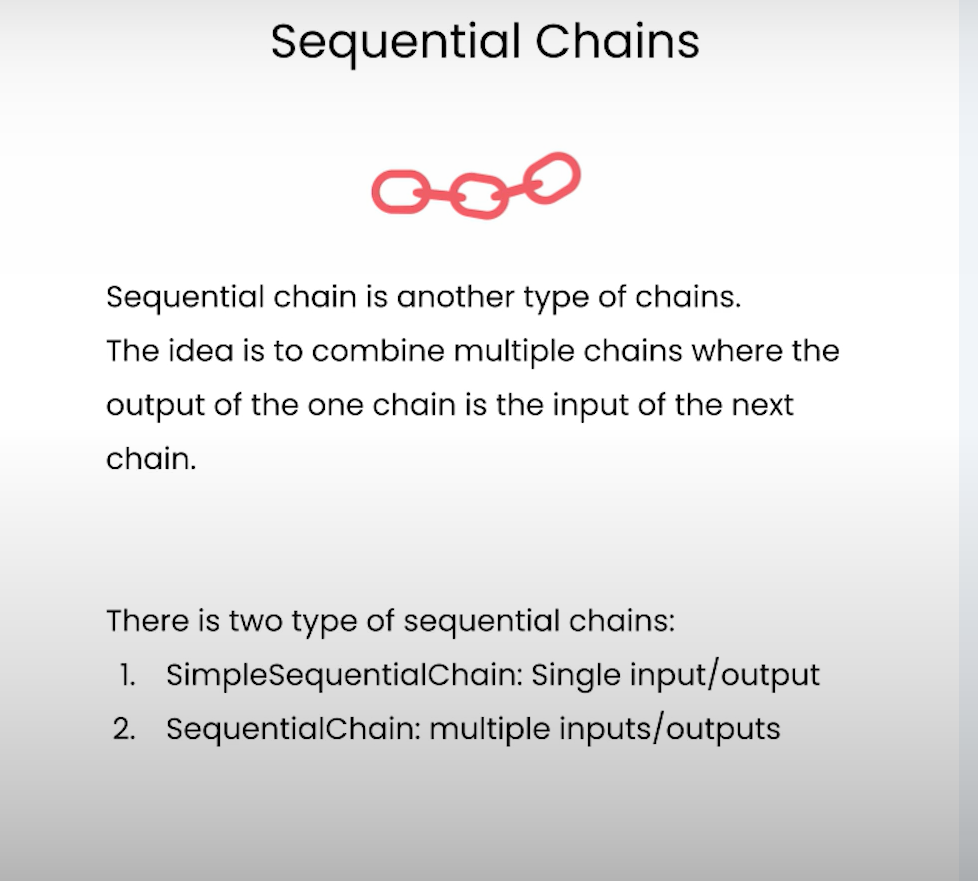 Sequential Chains
Sequential chain is another type of chains.
The idea is to combine multiple chains where the
output of the one chain is the input of the next
chain.
There is two type of sequential chains:
1. SimpleSequentialChain: Single input/output
2. SequentialChain: multiple inputs/outputs